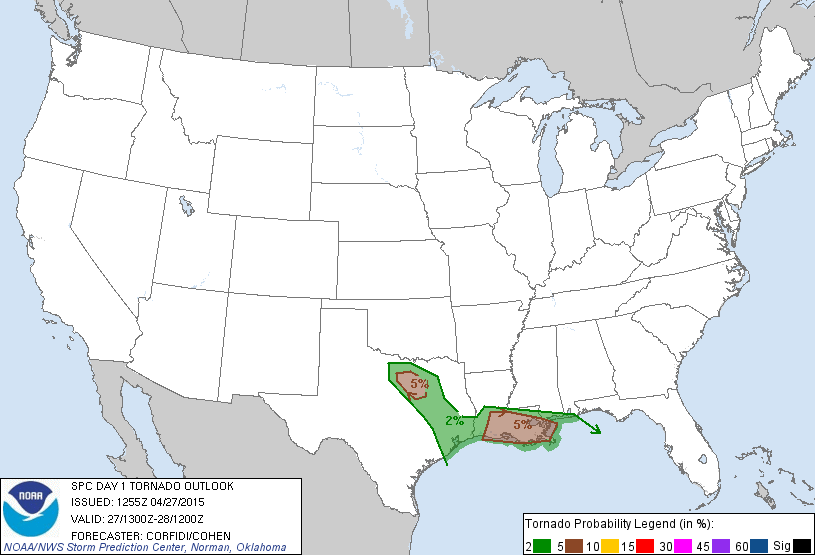 5%
2%
5%
SPC DAY 1 TORNADO OUTLOOK
ISSUED: 1255Z 04/27/2015
VALID: 27/1300Z-28/1200Z
FORECASTER: CORFIDI/COHEN
NOAA/NWS Storm Prediction Center, Norman, Oklahoma
NOAA
Tornado Probability Legend (in %):
2 5 10 15 30 45 60 Sig